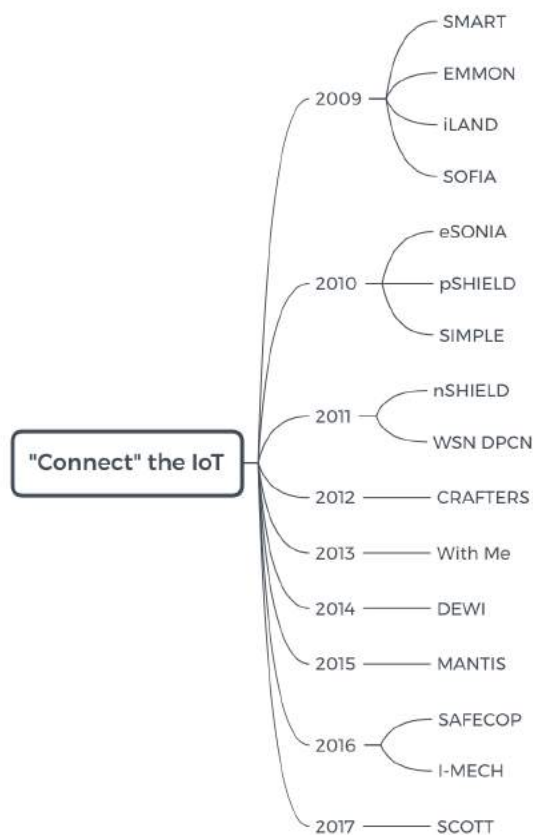 "Connect" the IoT
2009
SMART
EMMON
iLAND
SOFIA
2010
eSONIA
pSHIELD
SIMPLE
2011
nSHIELD
WSN DPCN
2012
CRAFTERS
2013
With Me
2014
DEWI
2015
MANTIS
2016
SAFECOP
I-MECH
2017
SCOTT